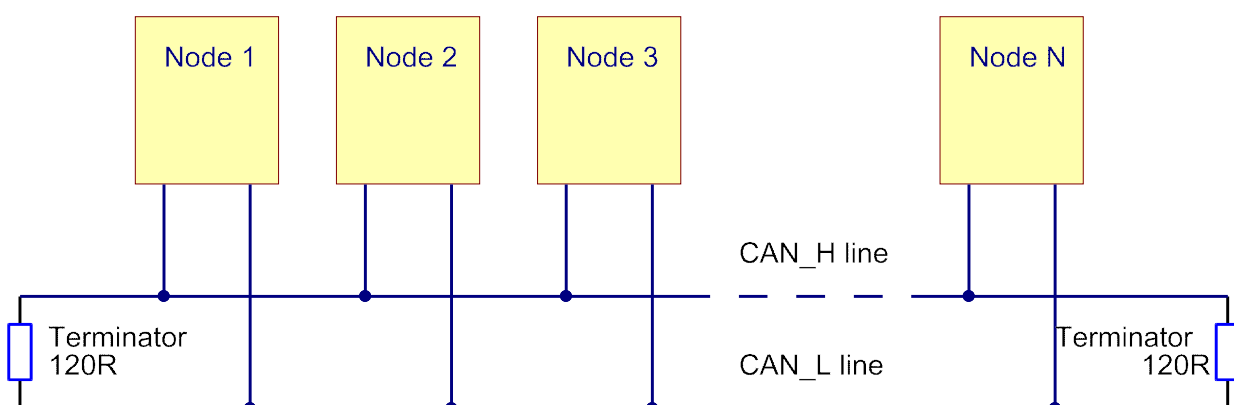 Node 1
Node 2
Node 3
Node N
CAN_H line
Terminator
120R
CAN_L line
Terminator
120R